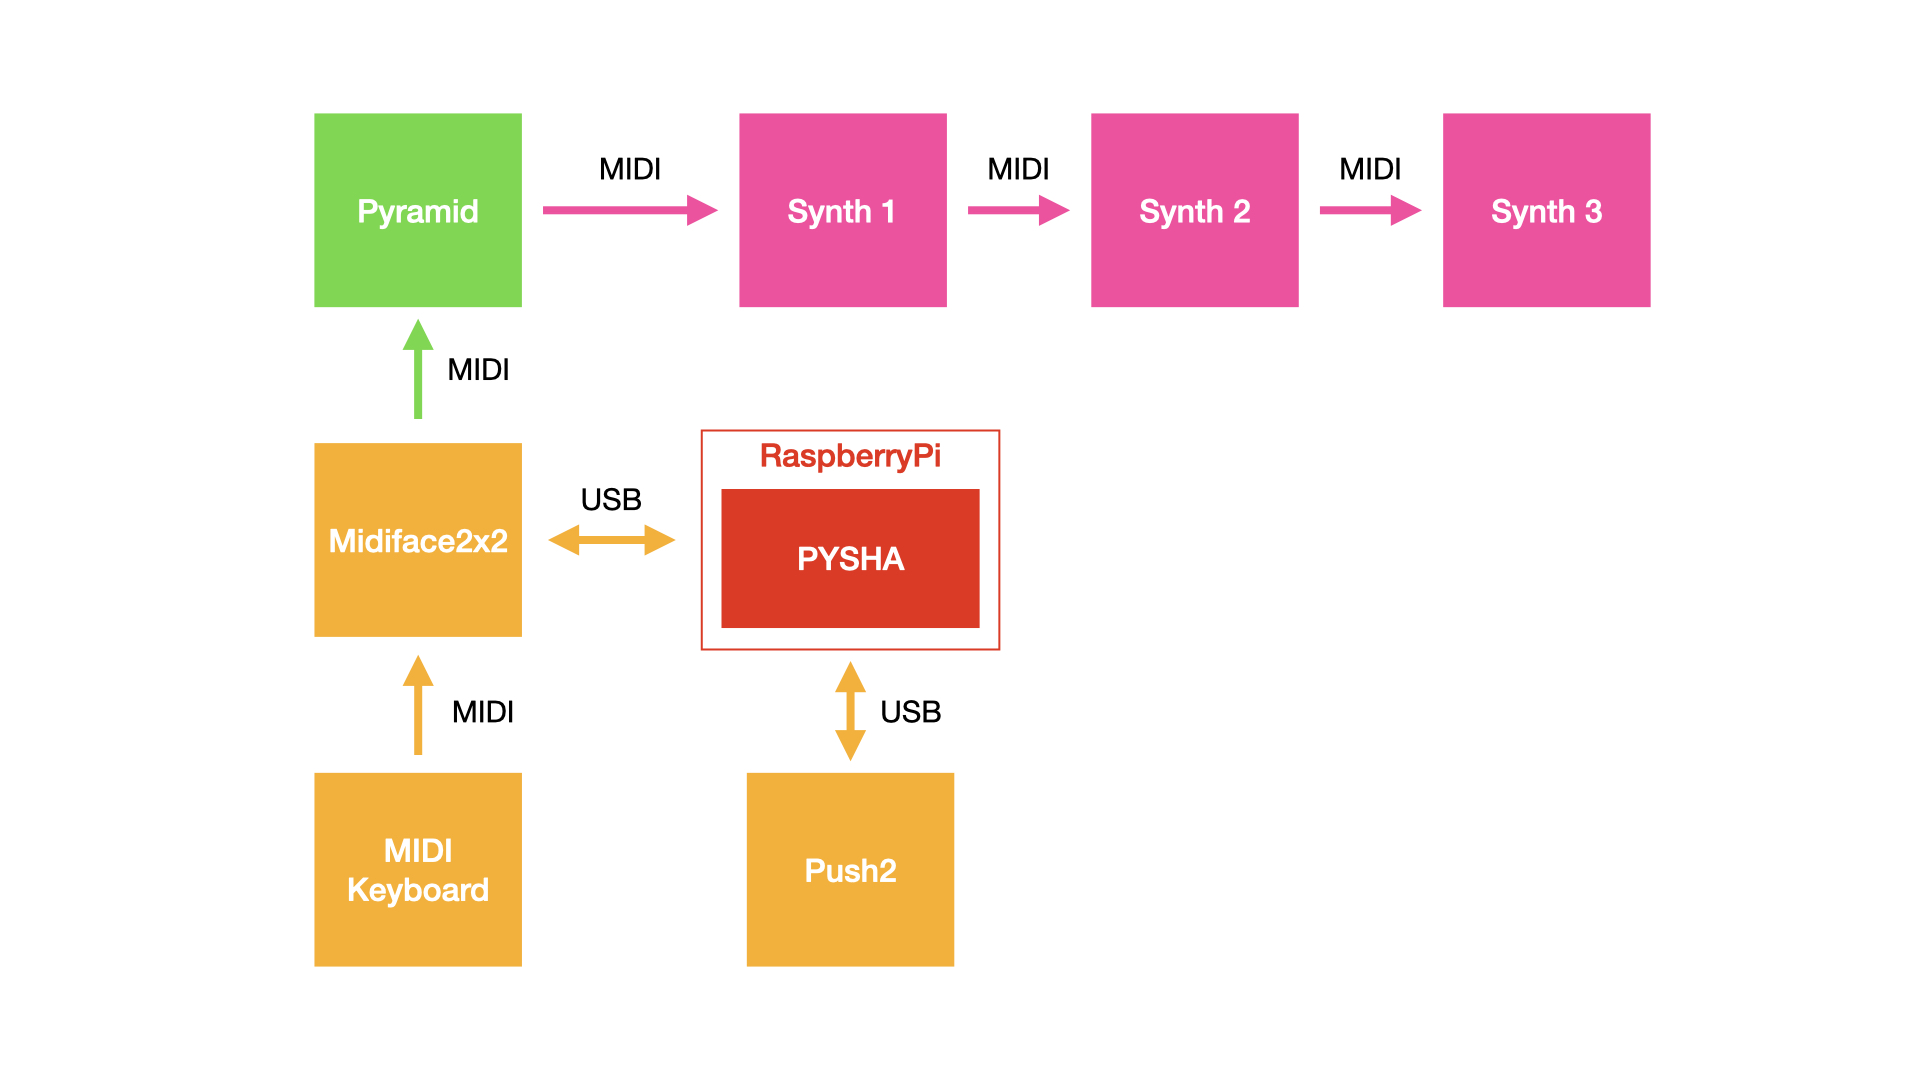 MIDI
MIDI
MIDI
Pyramid
Synth 1
Synth 2
Synth 3
MIDI
RaspberryPi
USB
Midiface2x2
PYSHA
MIDI
USB
MIDI
Keyboard
Push2